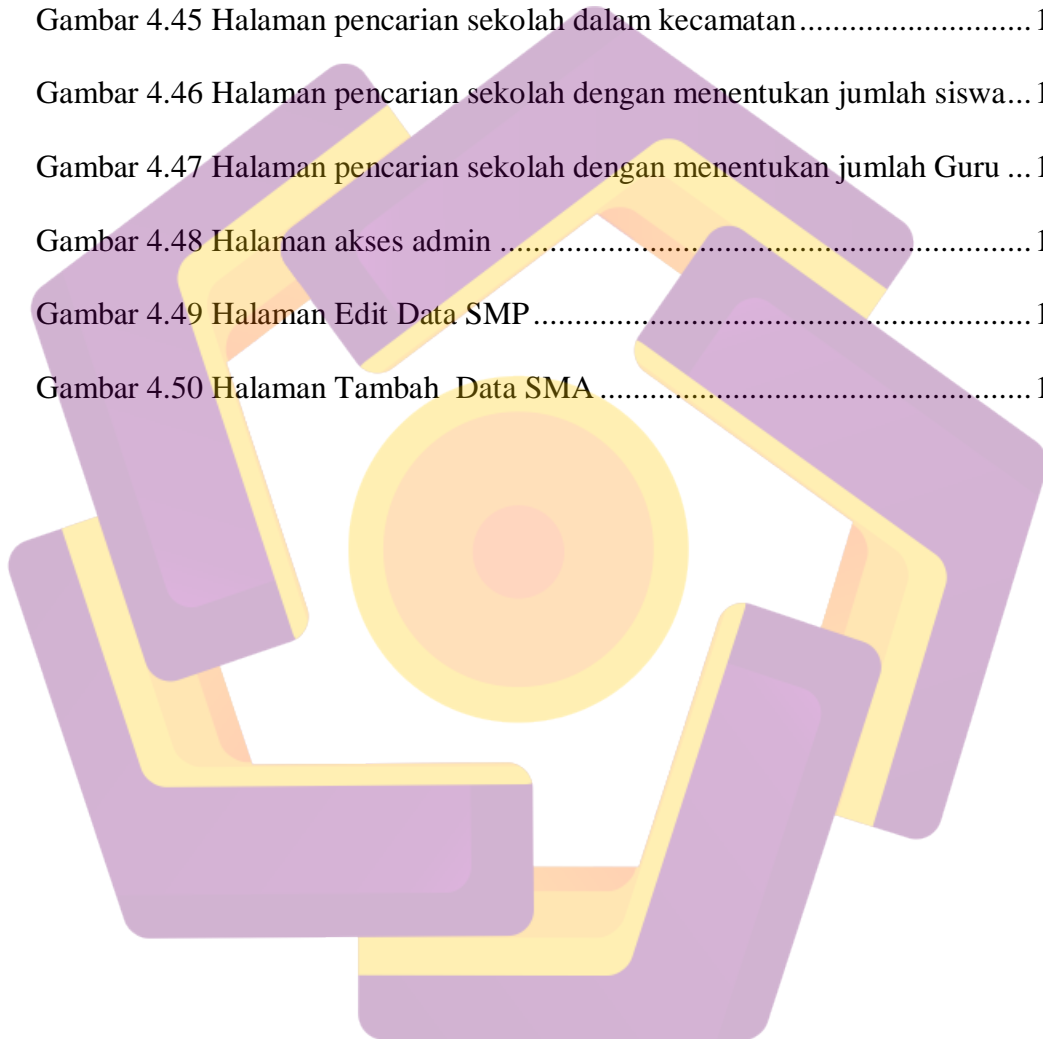 Gambar 4.45 Halaman pencarian sekolah dalam kecamatan............................ 1
Gambar 4.46 Halaman pencarian sekolah dengan menentukan jumlah siswa... 1
Gambar 4.47 Halaman pencarian sekolah dengan menentukan jumlah Guru ... 1
Gambar 4.48 Halaman akses admin ................................................................ 1
Gambar 4.49 Halaman Edit Data SMP............................................................ 1
Gambar 4.50 Halaman Tambah  Data SMA .................................................... 1